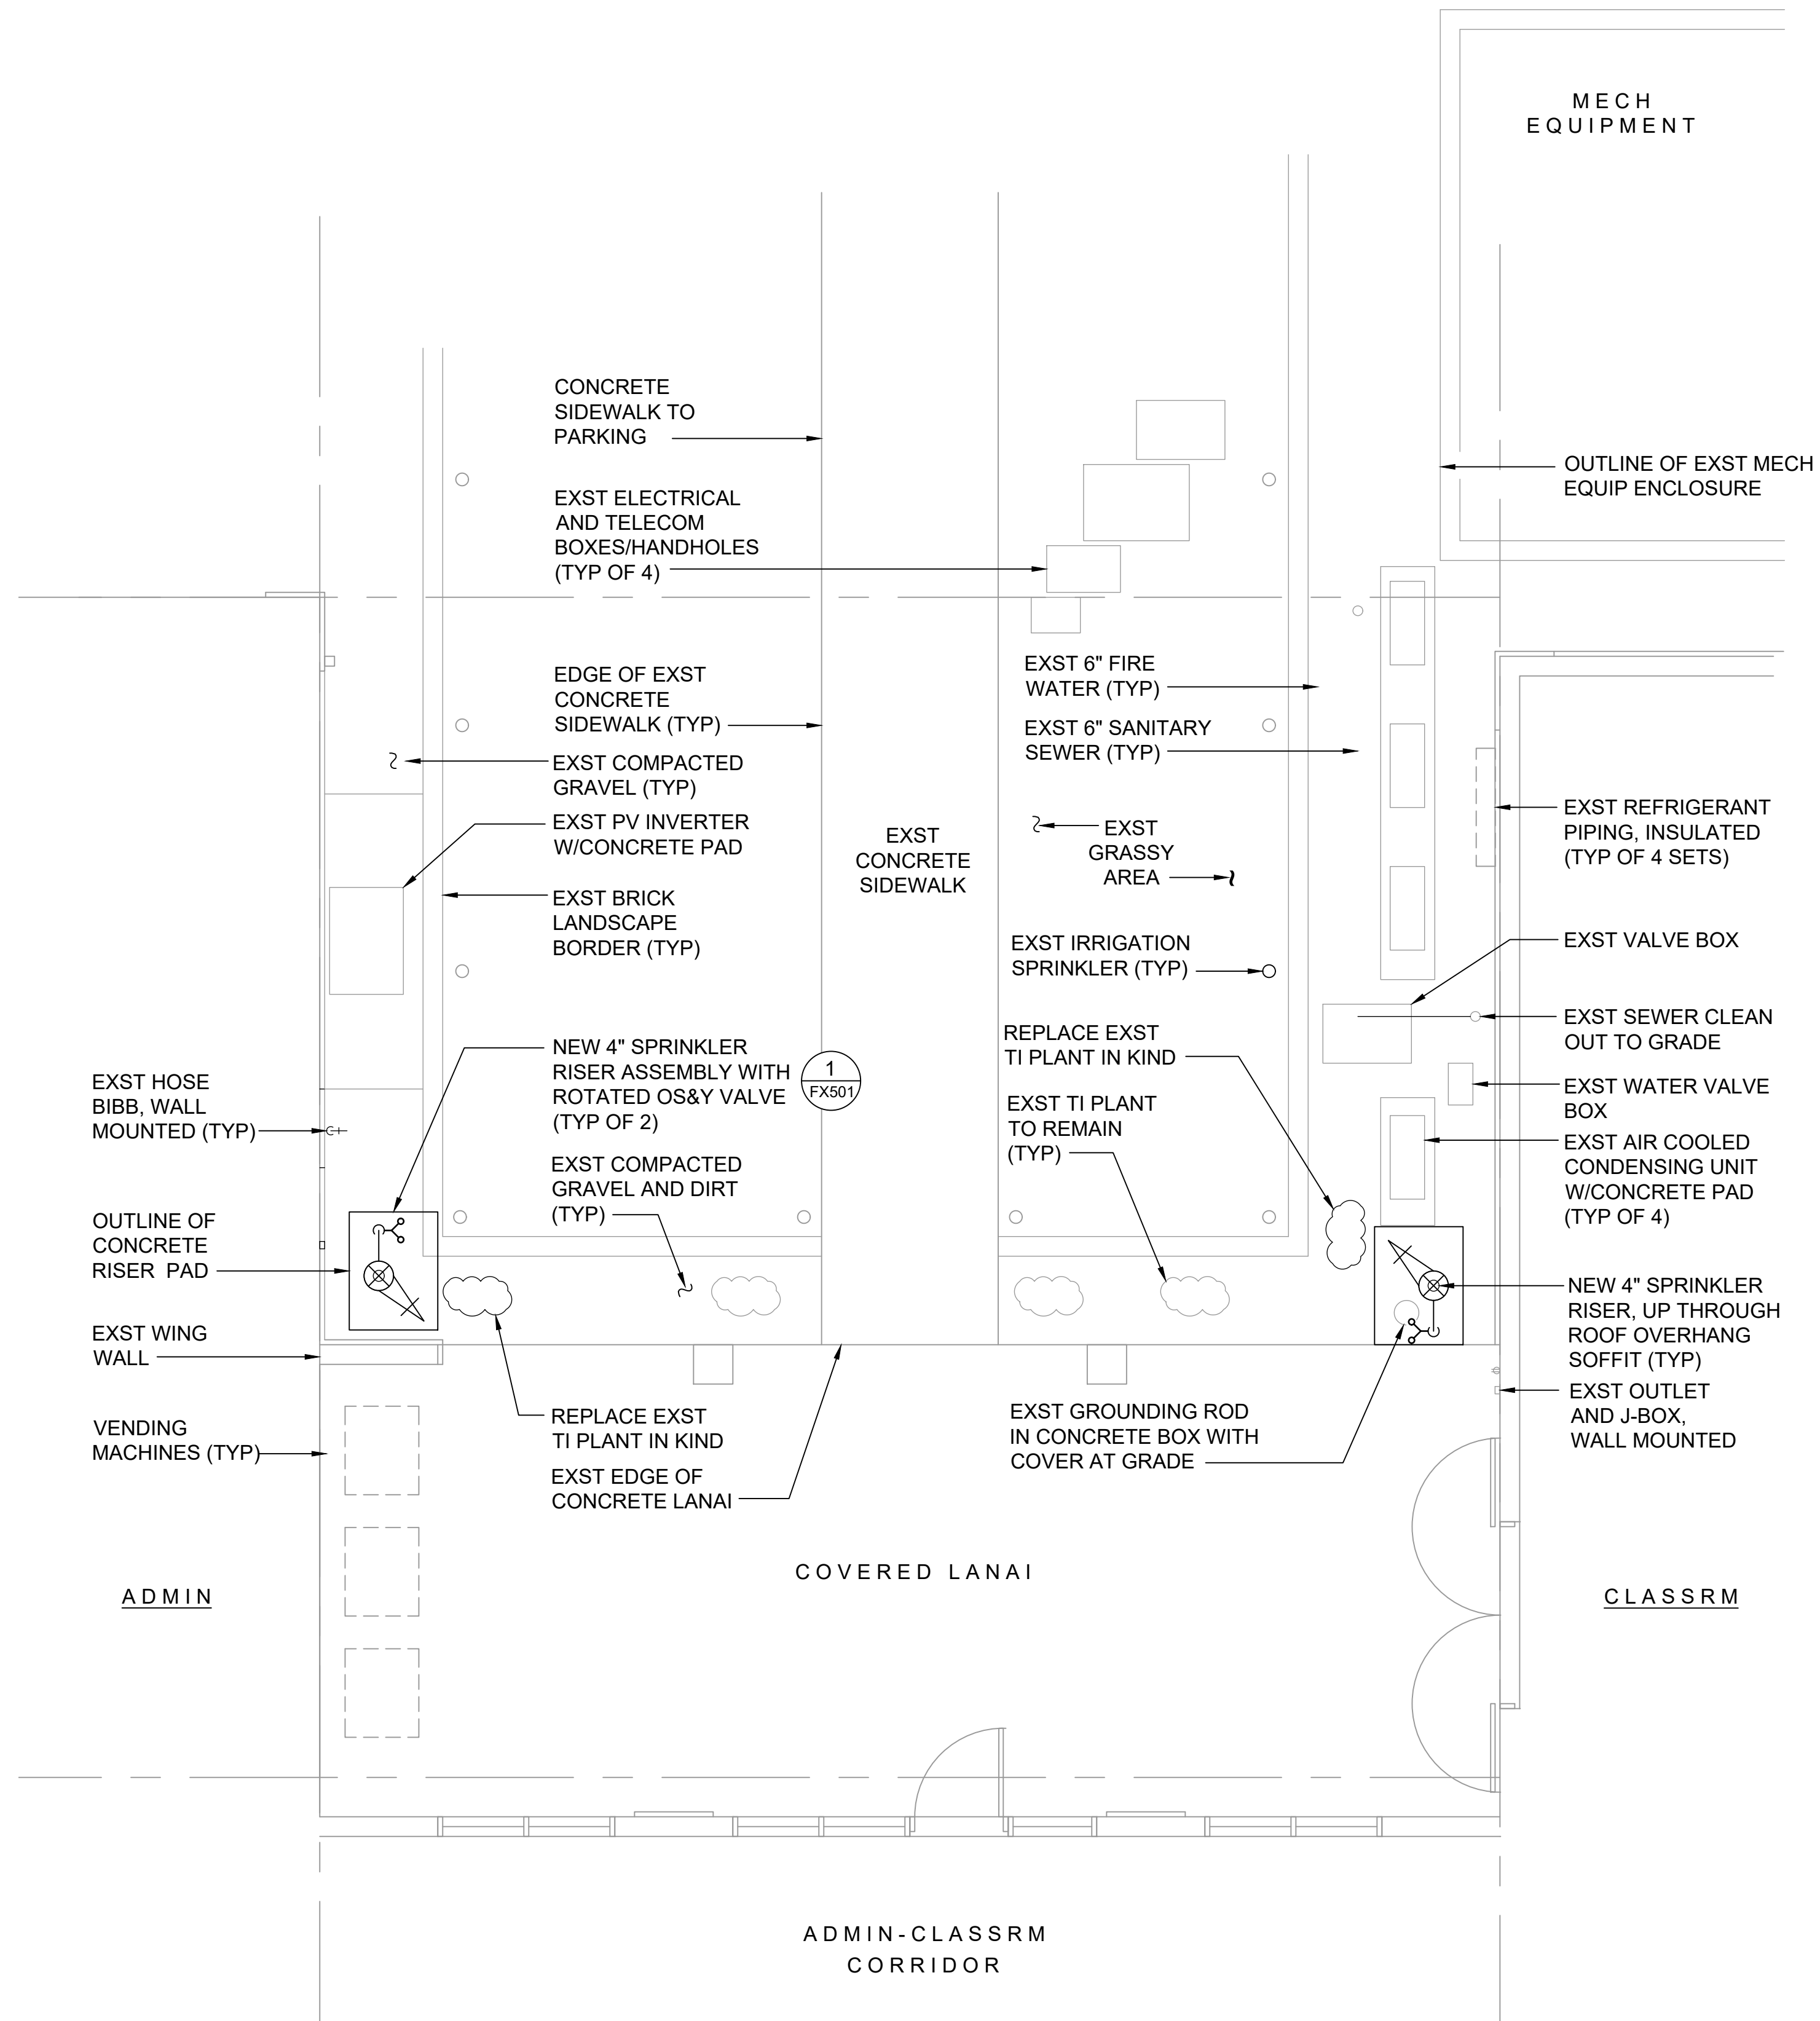 MECH
EQUIPMENT
CONCRETE
SIDEWALK TO
PARKING
OUTLINE OF EXST MECH
EQUIP ENCLOSURE
EXST ELECTRICAL
AND TELECOM
BOXES/HANDHOLES
(TYP OF 4)
EXST 6" FIRE
WATER (TYP)
EDGE OF EXST
CONCRETE
SIDEWALK (TYP)
EXST 6" SANITARY
SEWER (TYP)
EXST COMPACTED
GRAVEL (TYP)
EXST PV INVERTER
W/CONCRETE PAD
EXST
CONCRETE
SIDEWALK
EXST
GRASSY
AREA
EXST REFRIGERANT
PIPING, INSULATED
(TYP OF 4 SETS)
EXST BRICK
LANDSCAPE
BORDER (TYP)
EXST IRRIGATION
SPRINKLER (TYP)
EXST VALVE BOX
EXST SEWER CLEAN
OUT TO GRADE
NEW 4" SPRINKLER
RISER ASSEMBLY WITH
ROTATED OS&Y VALVE
(TYP OF 2)
1
FX501
REPLACE EXST
TI PLANT IN KIND
EXST HOSE
BIBB, WALL
MOUNTED (TYP)
EXST TI PLANT
TO REMAIN
(TYP)
EXST WATER VALVE
BOX
EXST AIR COOLED
CONDENSING UNIT
W/CONCRETE PAD
(TYP OF 4)
EXST COMPACTED
GRAVEL AND DIRT
(TYP)
OUTLINE OF
CONCRETE
RISER PAD
NEW 4" SPRINKLER
RISER, UP THROUGH
ROOF OVERHANG
SOFFIT (TYP)
EXST WING
WALL
EXST OUTLET
AND J-BOX,
WALL MOUNTED
VENDING
MACHINES (TYP)
REPLACE EXST
TI PLANT IN KIND
EXST GROUNDING ROD
IN CONCRETE BOX WITH
COVER AT GRADE
EXST EDGE OF
CONCRETE LANAI
COVERED LANAI
ADMIN
CLASSRM
ADMIN-CLASSRM
CORRIDOR